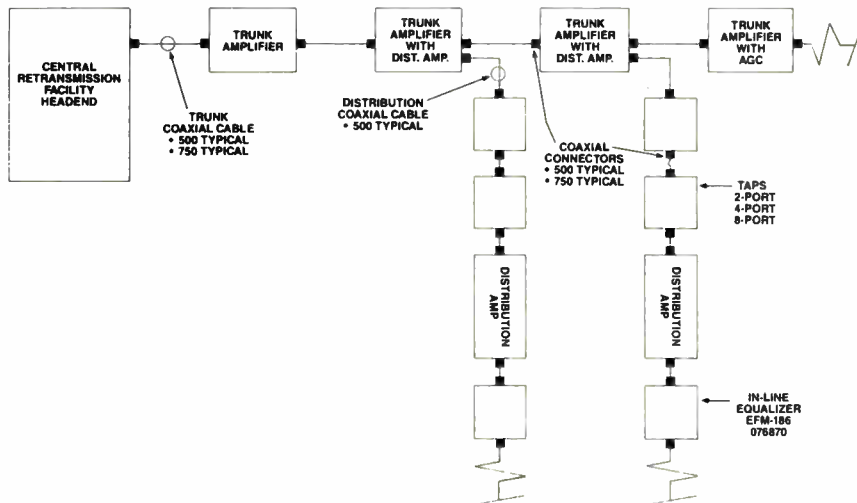 CENTRAL
RETRANSMISSION
FACILITY
HEADEND
TRUNK
AMPLIFIER
TRUNK
AMPLIFIER
WITH
DIST. AMP.
TRUNK
AMPLIFIER
WITH
DIST. AMP.
TRUNK
AMPLIFIER
WITH
AGC
TRUNK
COAXIAL CABLE
• 500 TYPICAL
• 750 TYPICAL
DISTRIBUTION
COAXIAL CABLE
• 500 TYPICAL
COAXIAL
CONNECTORS
• 500 TYPICAL
• 750 TYPICAL
TAPS
2-PORT
4-PORT
8-PORT
DISTRIBUTION
AMP
DISTRIBUTION
AMP
IN-LINE
EQUALIZER
EFM-186
076870